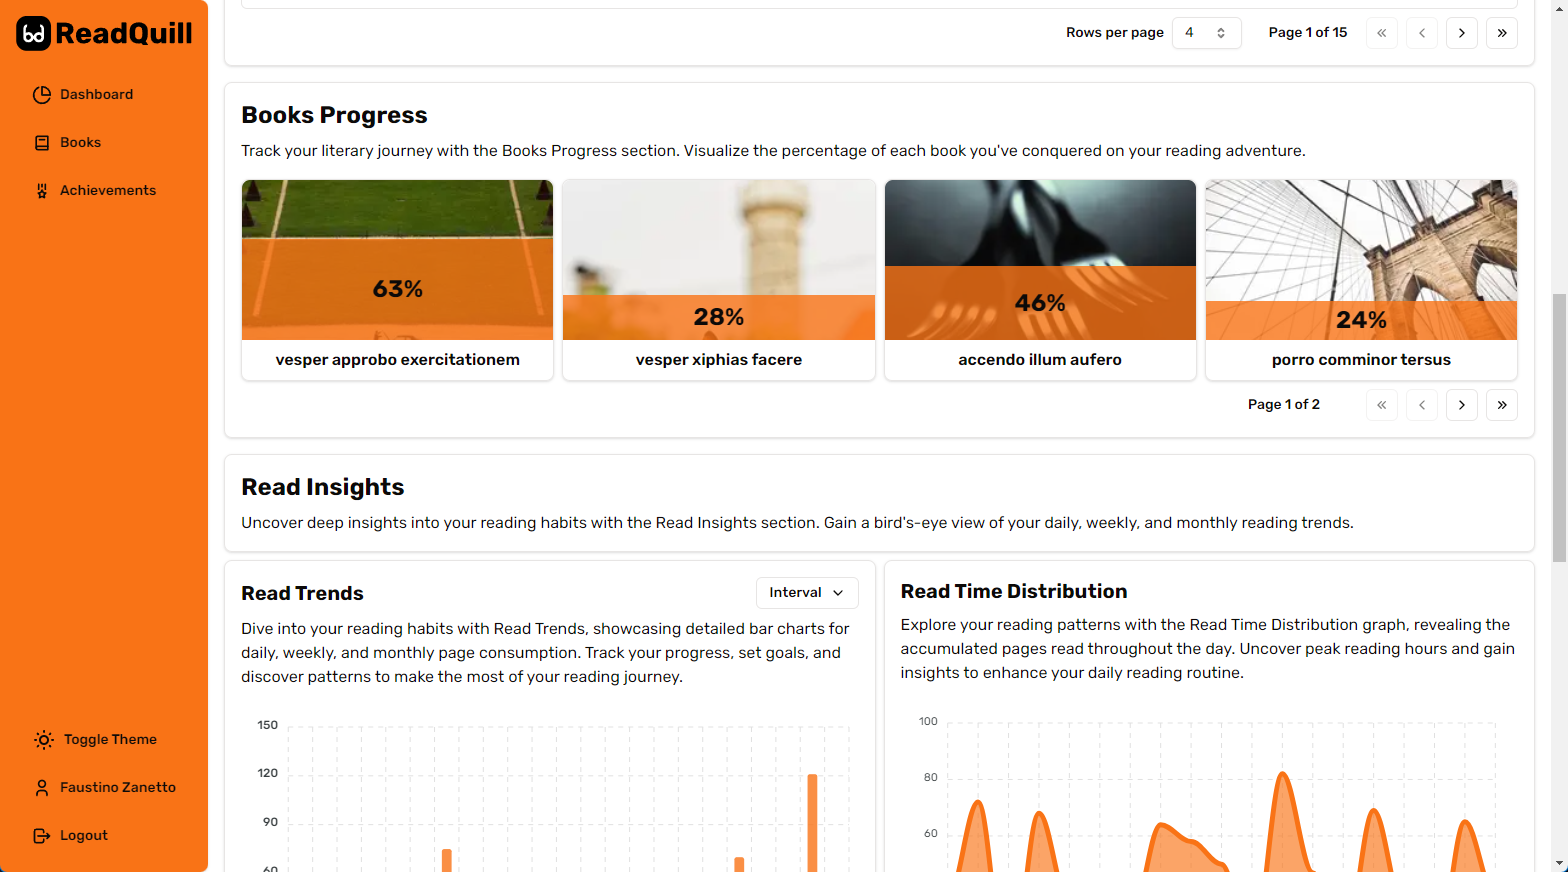 ReadQuill
Dashboard
Books
Achievements
Toggle Theme
Faustino Zanetto
Logout
Rows per page 4 Page 1 of 15
Books Progress
Track your literary journey with the Books Progress section. Visualize the percentage of each book you've conquered on your reading adventure.
63%
vesper approbo exercitationem
28%
vesper xiphias facere
46%
accendo illum aufero
24%
porro comminor tersus
Page 1 of 2
Read Insights
Uncover deep insights into your reading habits with the Read Insights section. Gain a bird's-eye view of your daily, weekly, and monthly reading trends.
Read Trends
Interval
Dive into your reading habits with Read Trends, showcasing detailed bar charts for
daily, weekly, and monthly page consumption. Track your progress, set goals, and
discover patterns to make the most of your reading journey.
150
120
90
60
Read Time Distribution
Explore your reading patterns with the Read Time Distribution graph, revealing the
accumulated pages read throughout the day. Uncover peak reading hours and gain
insights to enhance your daily reading routine.
100
80
60